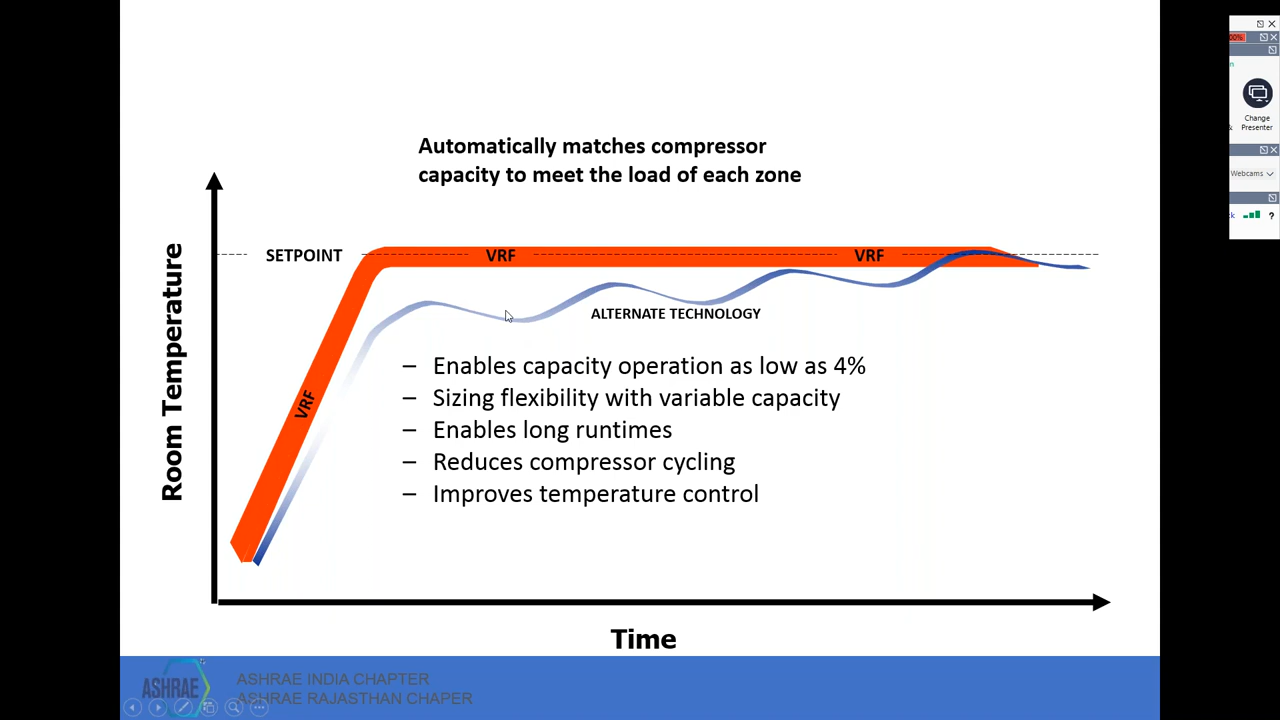 Automatically matches compressor
capacity to meet the load of each zone
Room Temperature
SETPOINT
VRF
VRF
VRF
ALTERNATE TECHNOLOGY
– Enables capacity operation as low as 4%
– Sizing flexibility with variable capacity
– Enables long runtimes
– Reduces compressor cycling
– Improves temperature control
Time
ASHRAE
ASHRAE INDIA CHAPTER
ASHRAE RAJASTHAN CHAPER
Change
Presenter
&
Webcams
?